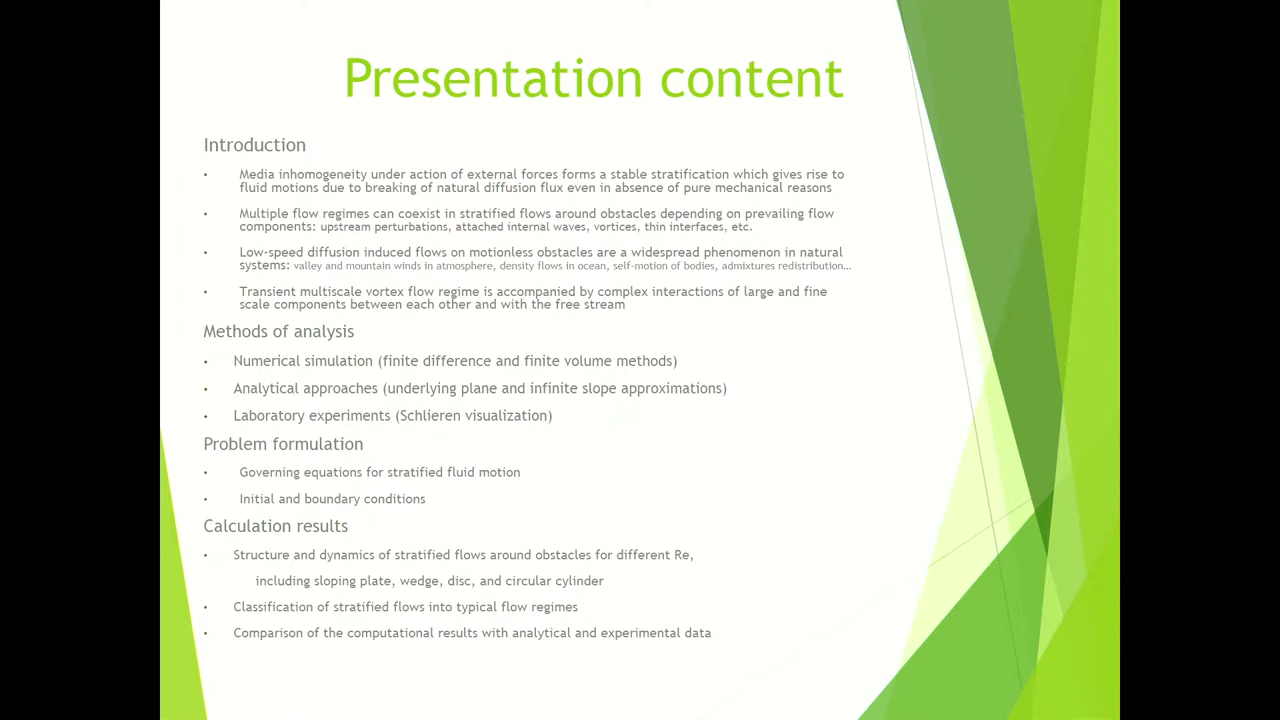 Presentation content
Introduction
• Media inhomogeneity under action of external forces forms a stable stratification which gives rise to
fluid motions due to breaking of natural diffusion flux even in absence of pure mechanical reasons
• Multiple flow regimes can coexist in stratified flows around obstacles depending on prevailing flow
components: upstream perturbations, attached internal waves, vortices, thin interfaces, etc.
• Low-speed diffusion induced flows on motionless obstacles are a widespread phenomenon in natural
systems: valley and mountain winds in atmosphere, density flows in ocean, self-motion of bodies, admixtures redistribution…
• Transient multiscale vortex flow regime is accompanied by complex interactions of large and fine
scale components between each other and with the free stream
Methods of analysis
• Numerical simulation (finite difference and finite volume methods)
• Analytical approaches (underlying plane and infinite slope approximations)
• Laboratory experiments (Schlieren visualization)
Problem formulation
• Governing equations for stratified fluid motion
• Initial and boundary conditions
Calculation results
• Structure and dynamics of stratified flows around obstacles for different Re,
including sloping plate, wedge, disc, and circular cylinder
• Classification of stratified flows into typical flow regimes
• Comparison of the computational results with analytical and experimental data